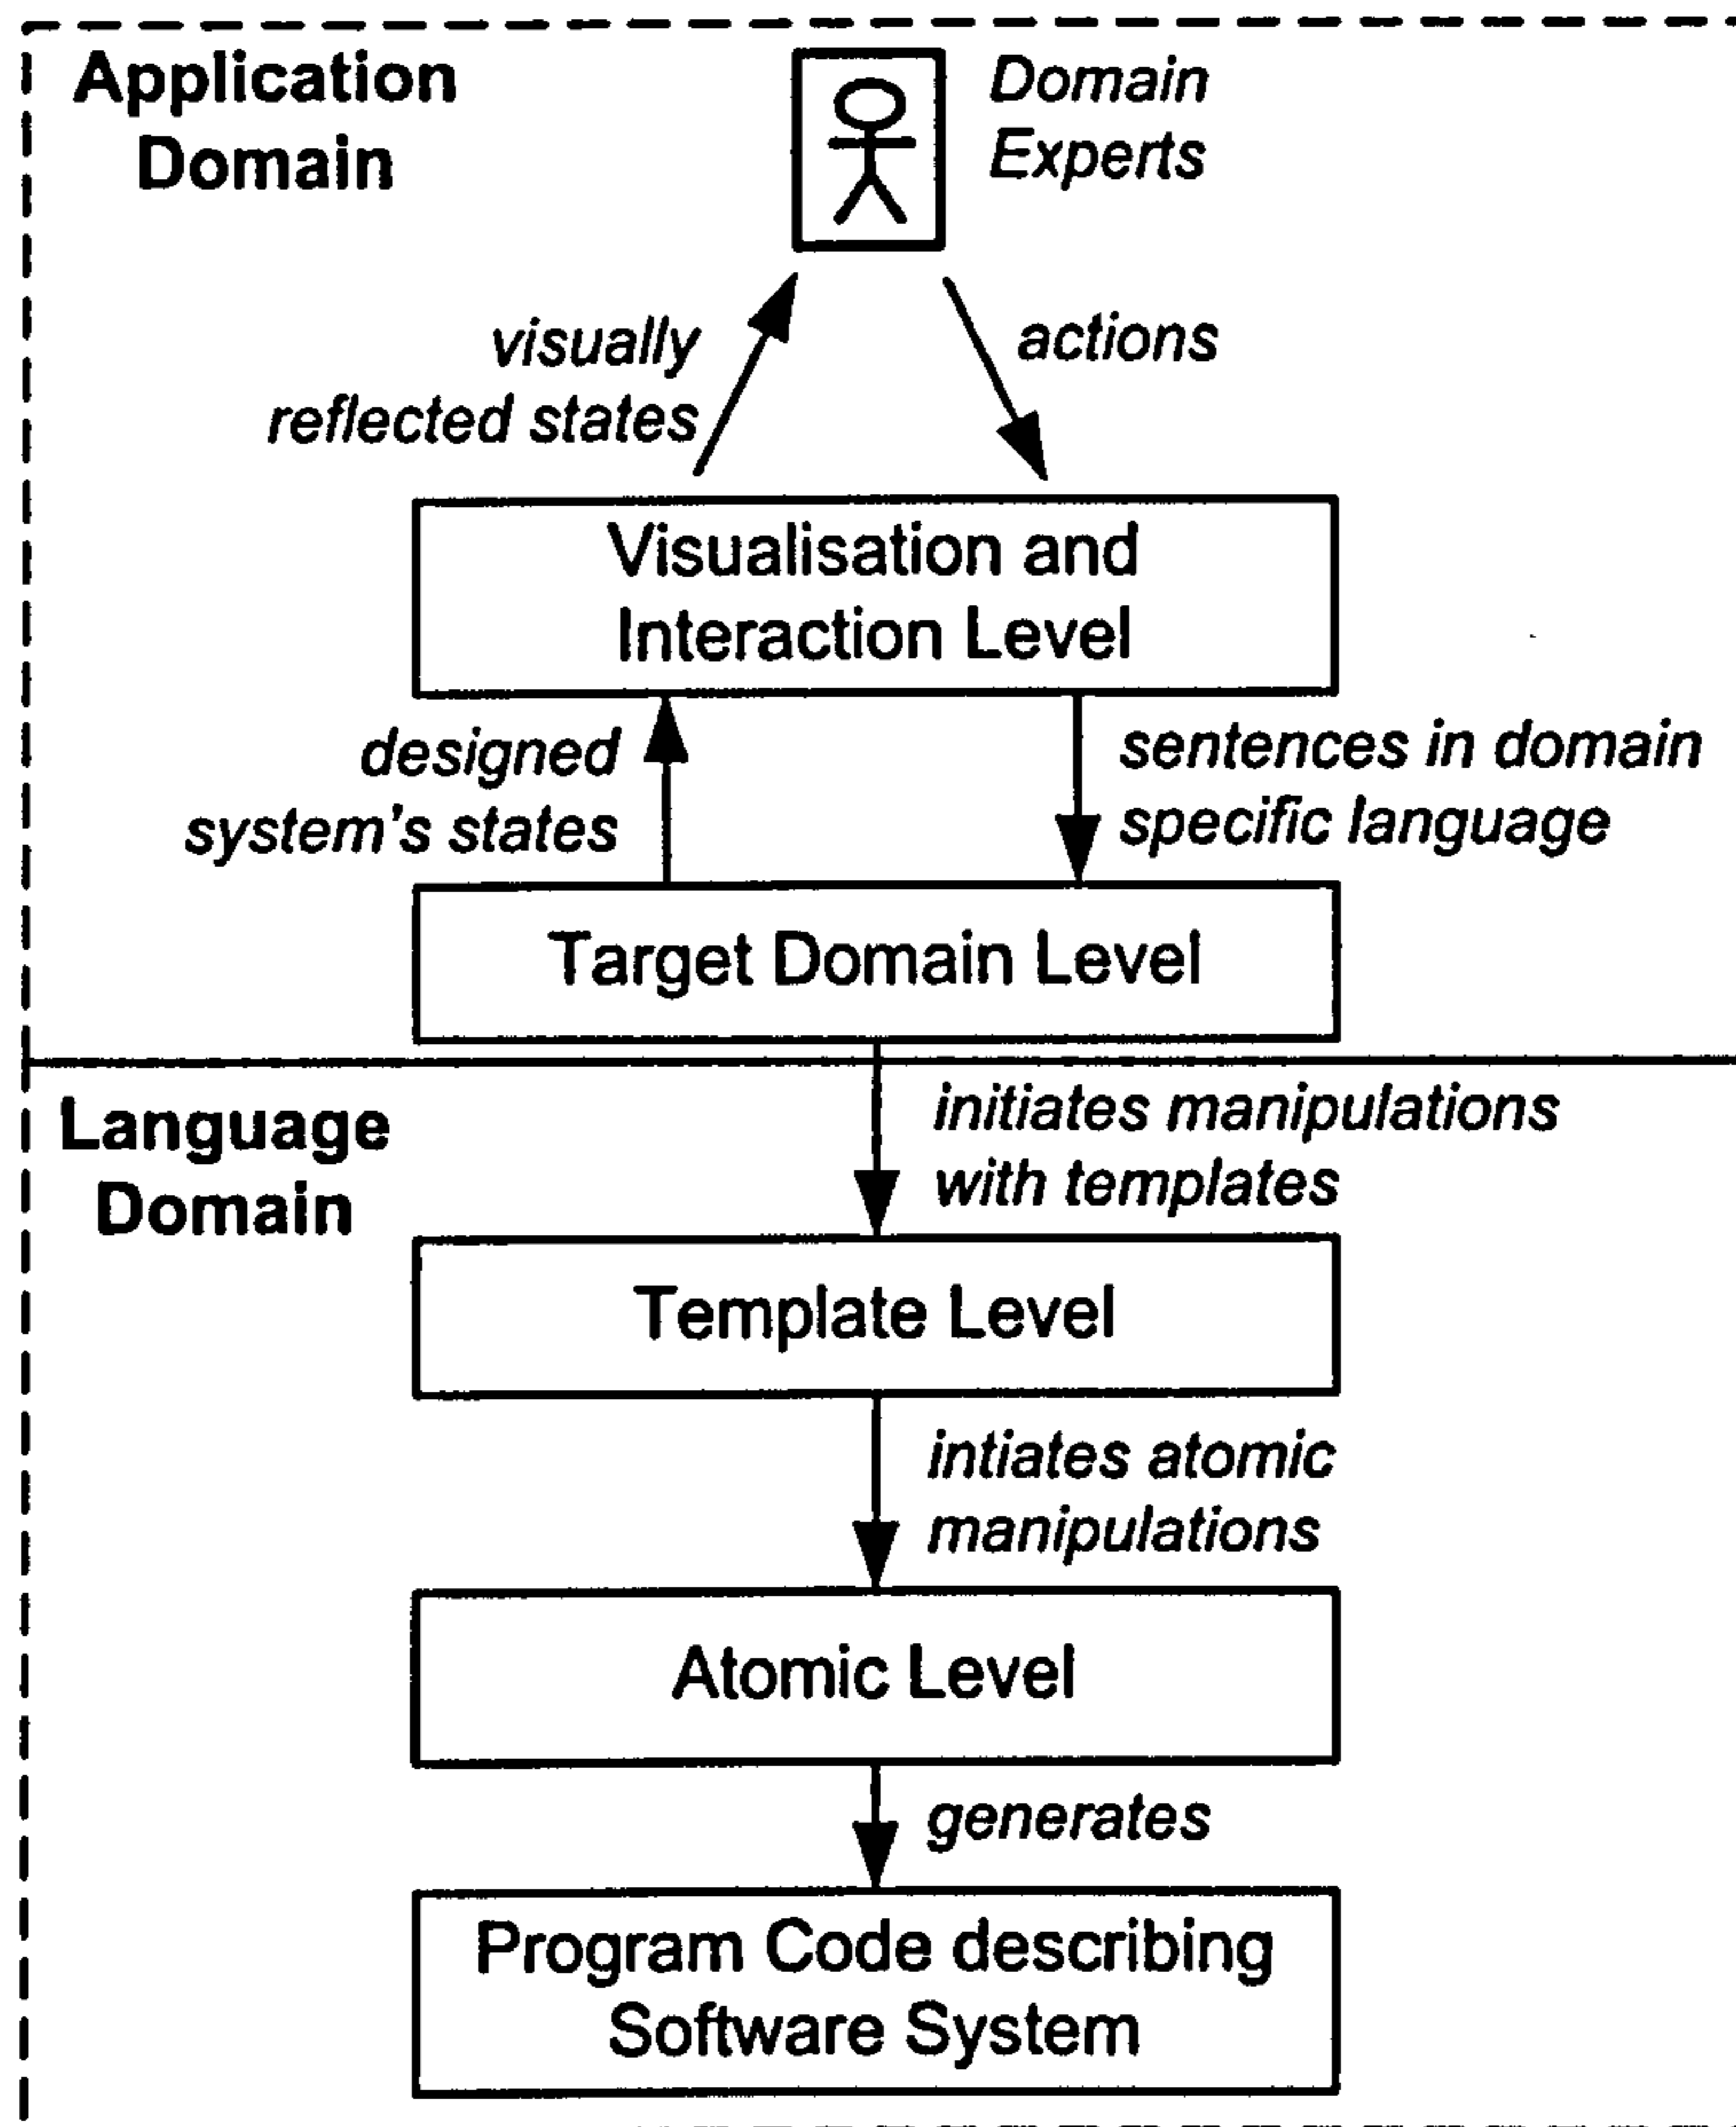 Application
Domain
Domain
Experts
visually
reflected states
actions
Visualisation and
Interaction Level
designed
system's states
sentences in domain
specific language
Target Domain Level
Language
Domain
initiates manipulations
with templates
Template Level
intiates atomic
manipulations
Atomic Level
generates
Program Code describing
Software System